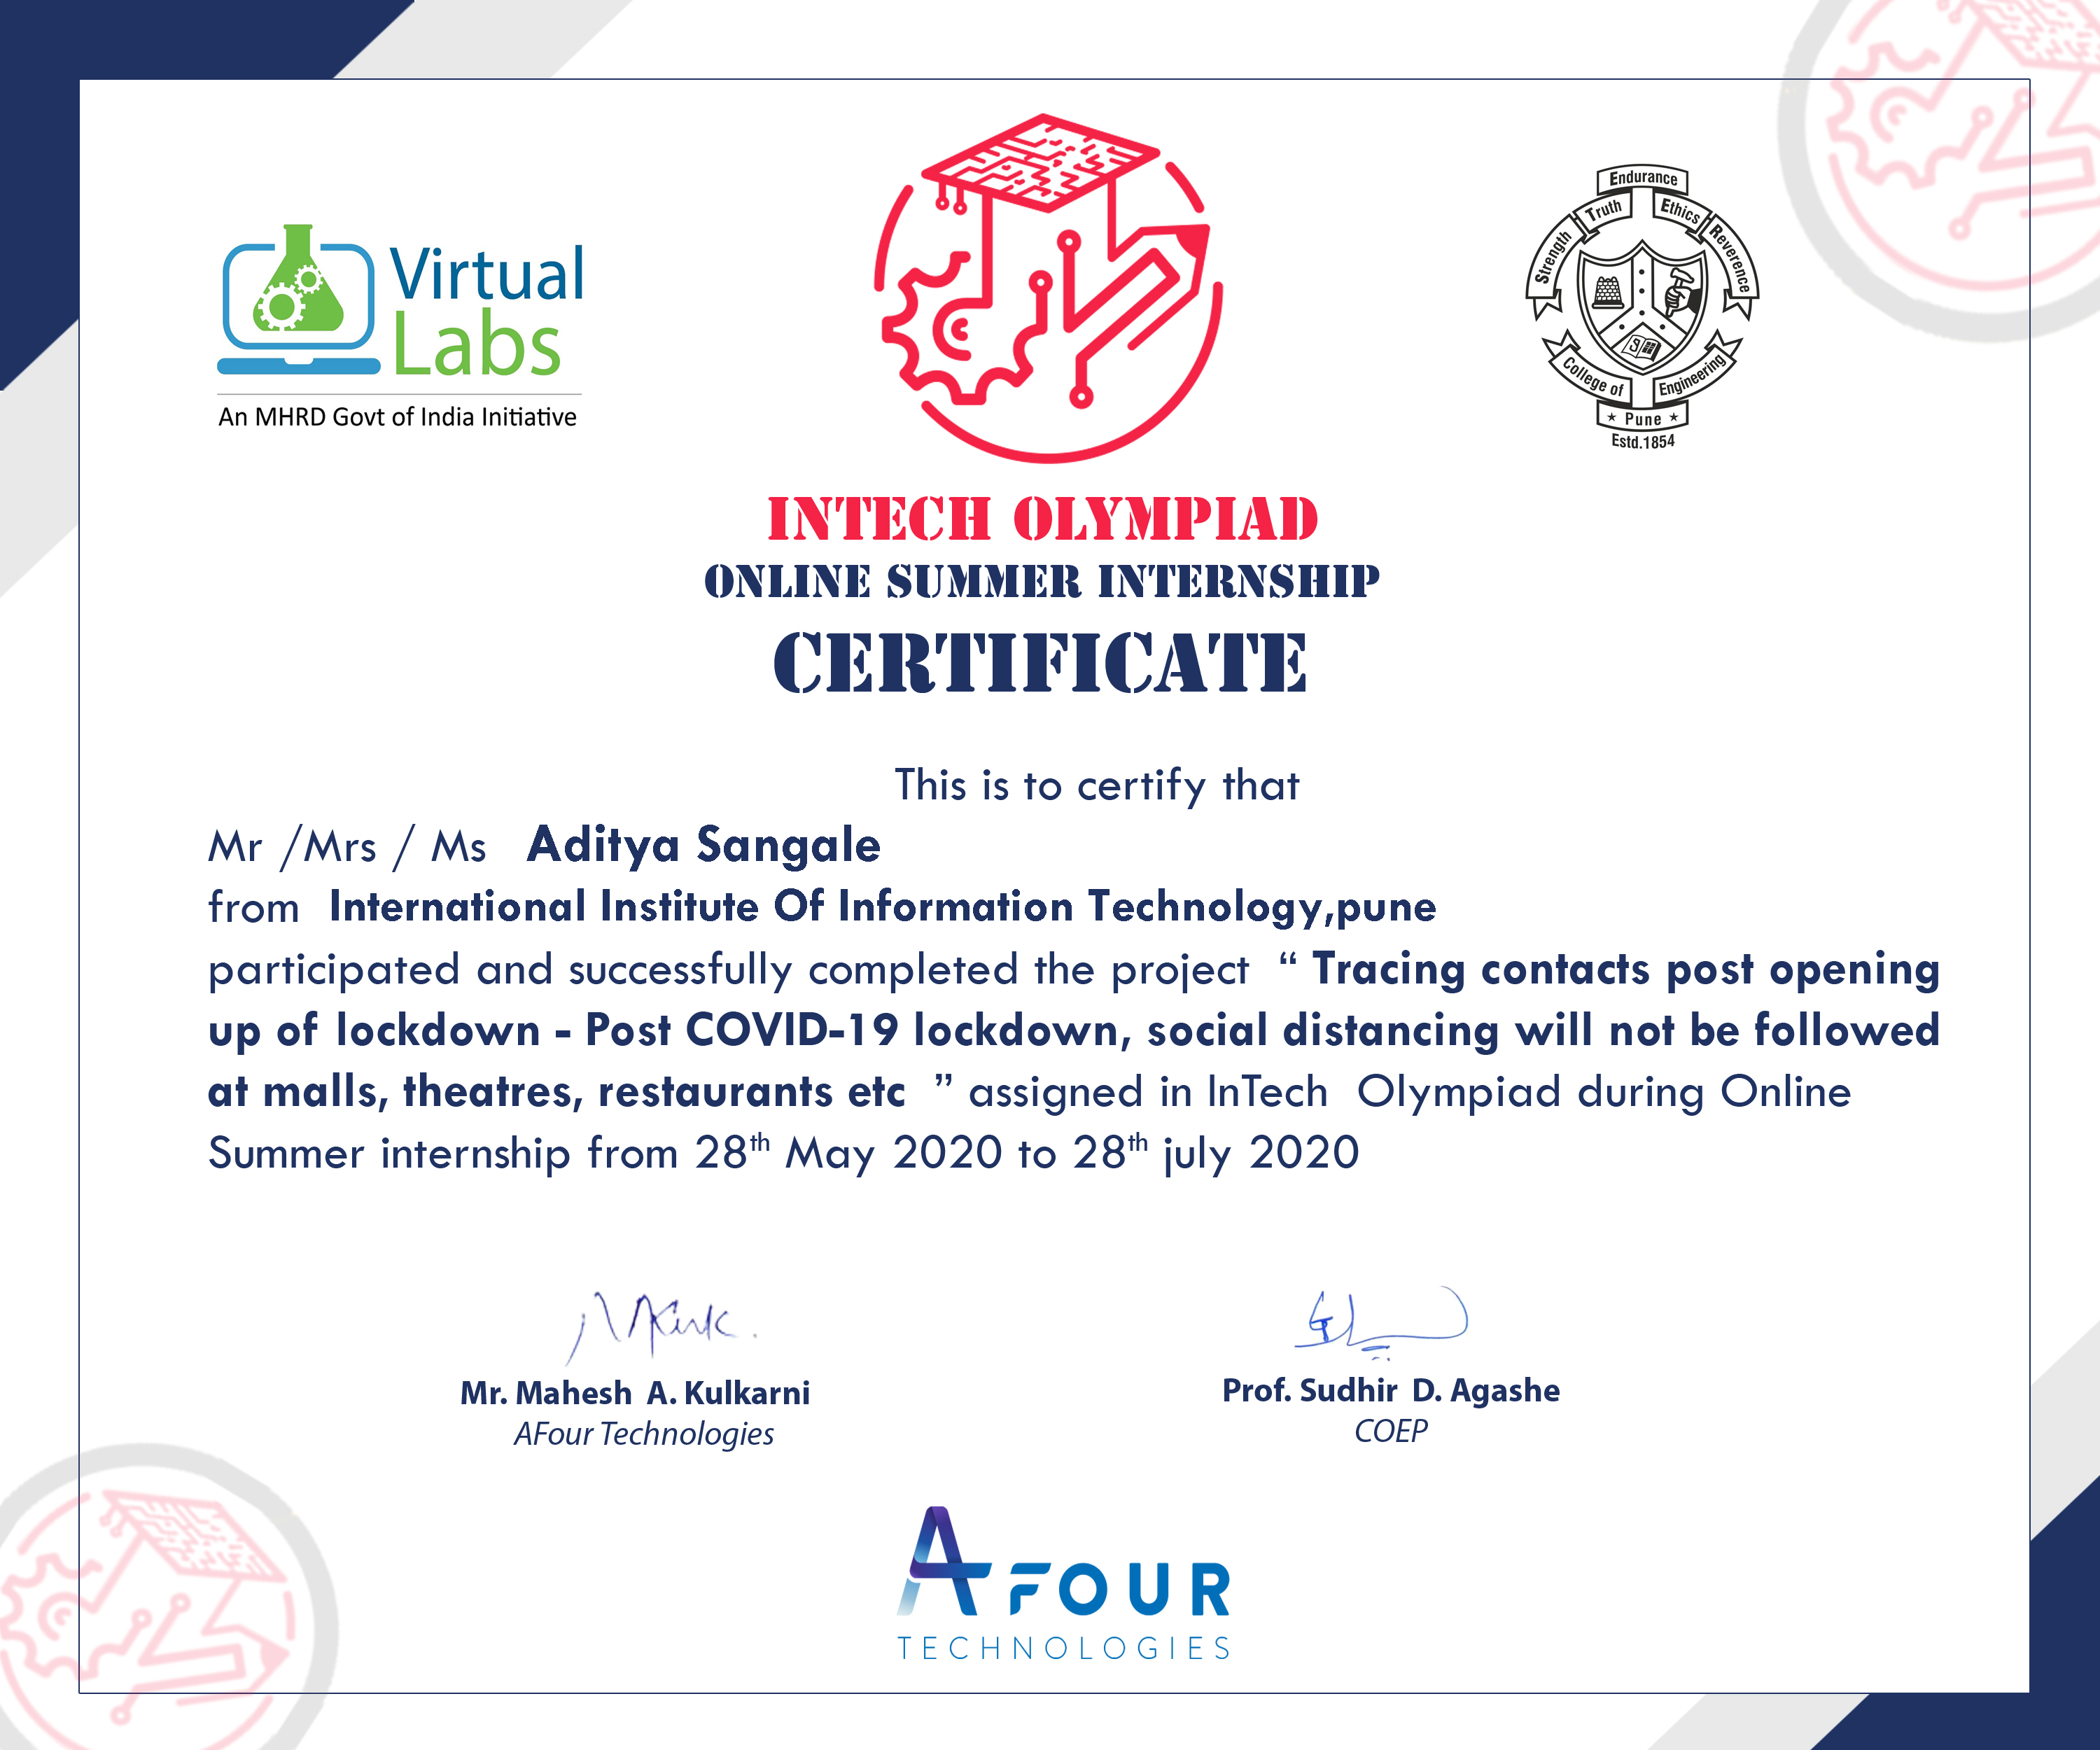 Virtual
Labs
An MHRD Govt of India Initiative
Endurance
Truth
Ethics
Strength
Reverence
College of
Engineering
★ Pune ★
Estd.1854
INTECH OLYMPIAD
ONLINE SUMMER INTERNSHIP
CERTIFICATE
This is to certify that
Mr /Mrs / Ms Aditya Sangale
from International Institute Of Information Technology,pune
participated and successfully completed the project “ Tracing contacts post opening
up of lockdown - Post COVID-19 lockdown, social distancing will not be followed
at malls, theatres, restaurants etc ” assigned in InTech Olympiad during Online
Summer internship from 28th May 2020 to 28th july 2020
Mr. Mahesh A. Kulkarni
AFour Technologies
Prof. Sudhir D. Agashe
COEP
AFOUR
TECHNOLOGIES